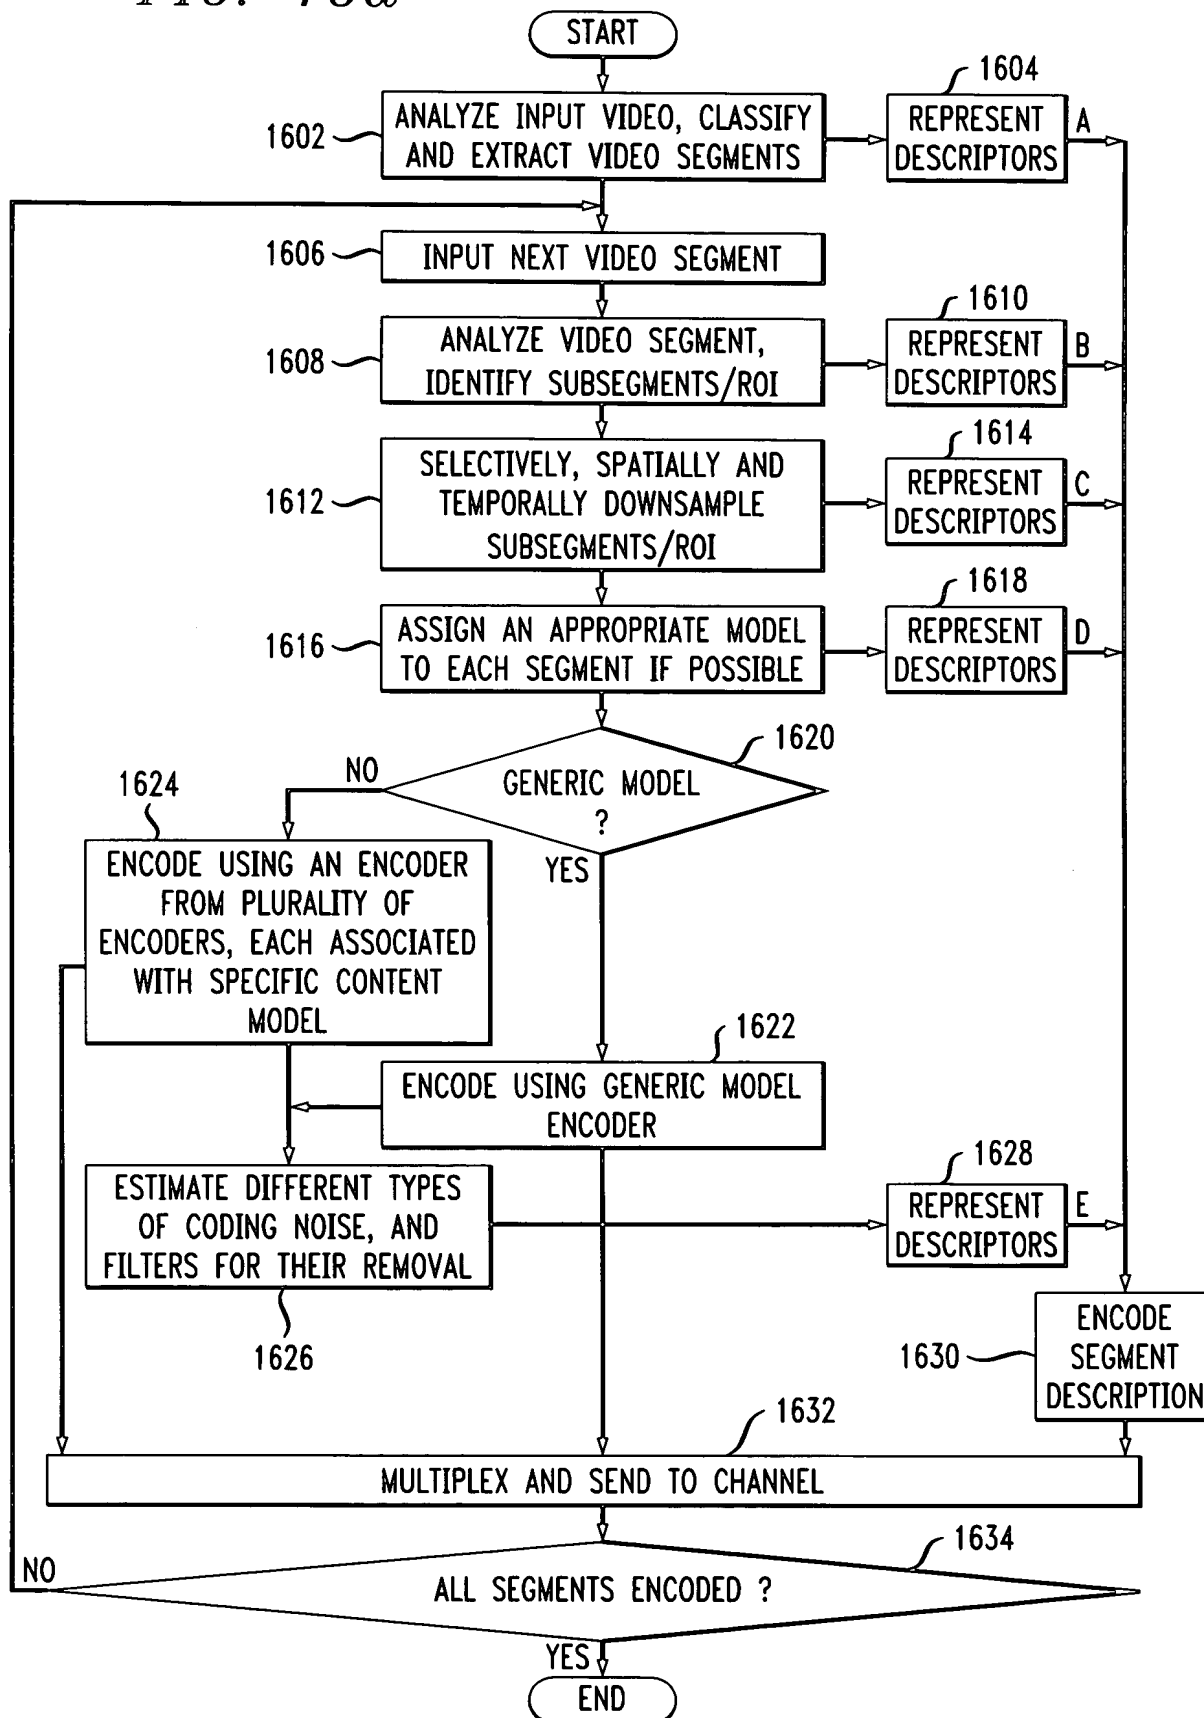 START
1604
ANALYZE INPUT VIDEO, CLASSIFY
AND EXTRACT VIDEO SEGMENTS
1602
REPRESENT
DESCRIPTORS
A
1606
INPUT NEXT VIDEO SEGMENT
1610
1608
ANALYZE VIDEO SEGMENT,
IDENTIFY SUBSEGMENTS/ROI
REPRESENT
DESCRIPTORS
B
1614
1612
SELECTIVELY, SPATIALLY AND
TEMPORALLY DOWNSAMPLE
SUBSEGMENTS/ROI
REPRESENT
DESCRIPTORS
C
1618
1616
ASSIGN AN APPROPRIATE MODEL
TO EACH SEGMENT IF POSSIBLE
REPRESENT
DESCRIPTORS
D
1620
GENERIC MODEL
?
NO
YES
1624
ENCODE USING AN ENCODER
FROM PLURALITY OF
ENCODERS, EACH ASSOCIATED
WITH SPECIFIC CONTENT
MODEL
1622
ENCODE USING GENERIC MODEL
ENCODER
ESTIMATE DIFFERENT TYPES
OF CODING NOISE, AND
FILTERS FOR THEIR REMOVAL
1626
1628
REPRESENT
DESCRIPTORS
E
1630
ENCODE
SEGMENT
DESCRIPTION
1632
MULTIPLEX AND SEND TO CHANNEL
1634
ALL SEGMENTS ENCODED ?
NO
YES
END